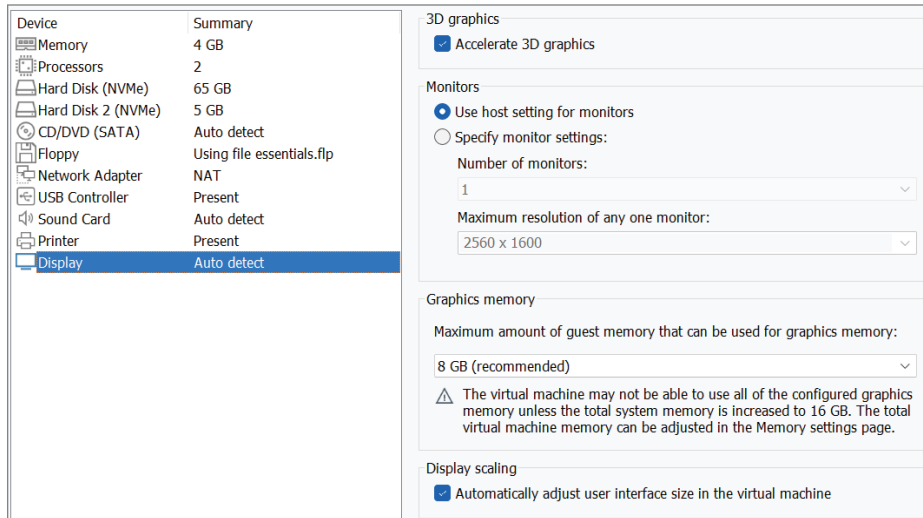 Device Summary
Memory 4 GB
Processors 2
Hard Disk (NVMe) 65 GB
Hard Disk 2 (NVMe) 5 GB
CD/DVD (SATA) Auto detect
Floppy Using file essentials.flp
Network Adapter NAT
USB Controller Present
Sound Card Auto detect
Printer Present
Display Auto detect
3D graphics
Accelerate 3D graphics
Monitors
Use host setting for monitors
Specify monitor settings:
Number of monitors:
1
Maximum resolution of any one monitor:
2560 x 1600
Graphics memory
Maximum amount of guest memory that can be used for graphics memory:
8 GB (recommended)
The virtual machine may not be able to use all of the configured graphics
memory unless the total system memory is increased to 16 GB. The total
virtual machine memory can be adjusted in the Memory settings page.
Display scaling
Automatically adjust user interface size in the virtual machine